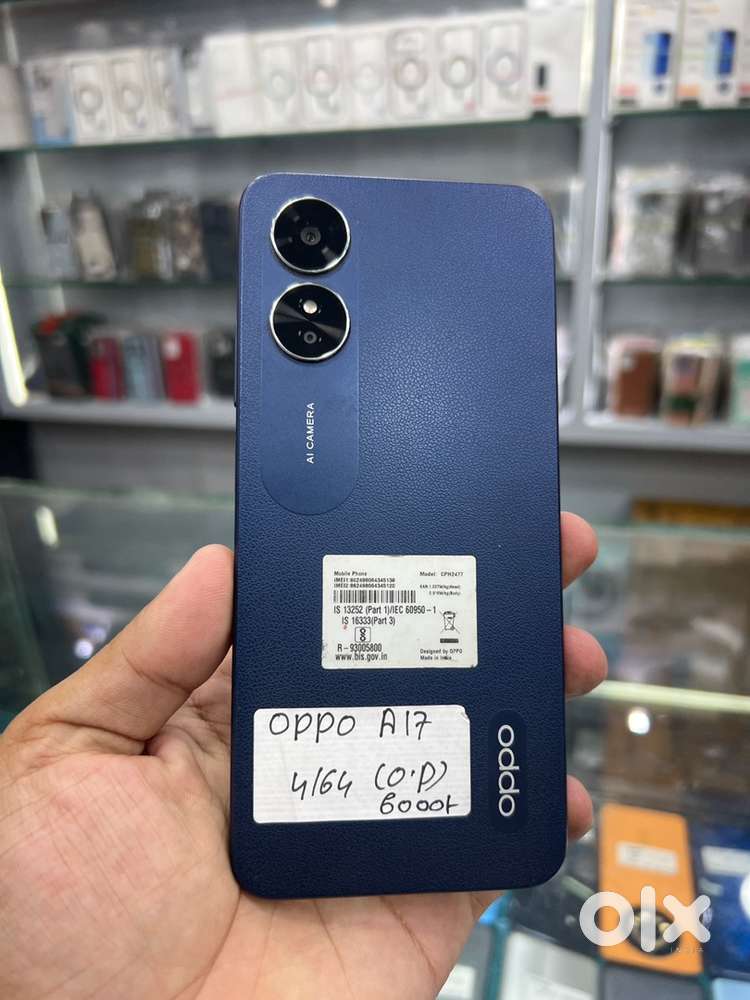 AI CAMERA
Mobile Phone Model: CPH2477
IS 13252 (Part 1)/IEC 60950-1
IS 16333(Part 3)
R-93005800
www.bis.gov.in
Designed by OPPO
Made in India
OPPO A17
4/64 (O.P)
6000/-
oppo
olx
INDIA